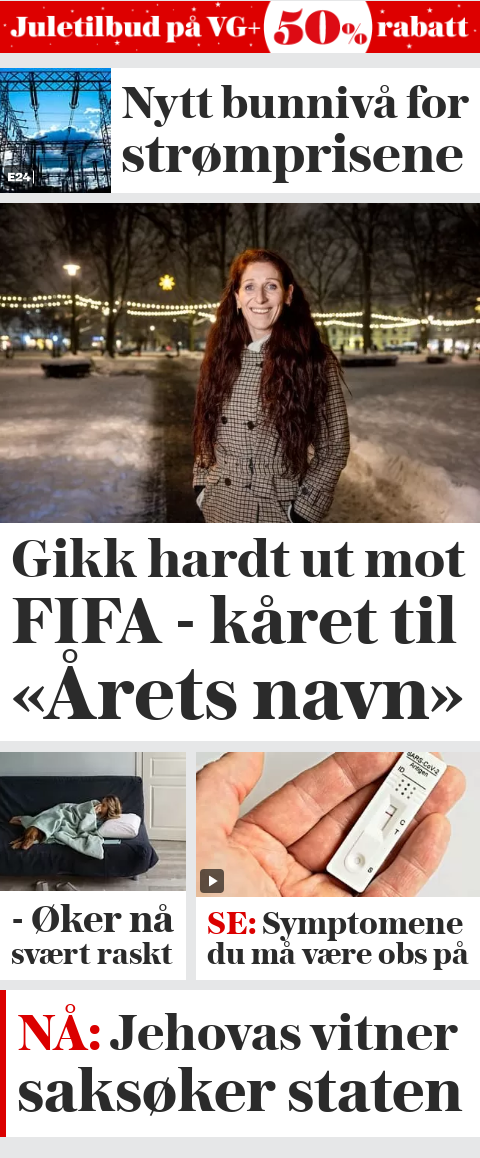 Juletilbud på VG+ 50% rabatt
Nytt bunnivå for
strømprisene
E24
Gikk hardt ut mot
FIFA - kåret til
«Årets navn»
SARS-CoV-2
Antigen
ID
C
T
S
- Øker nå
svært raskt
SE: Symptomene
du må være obs på
NÅ: Jehovas vitner
saksøker staten